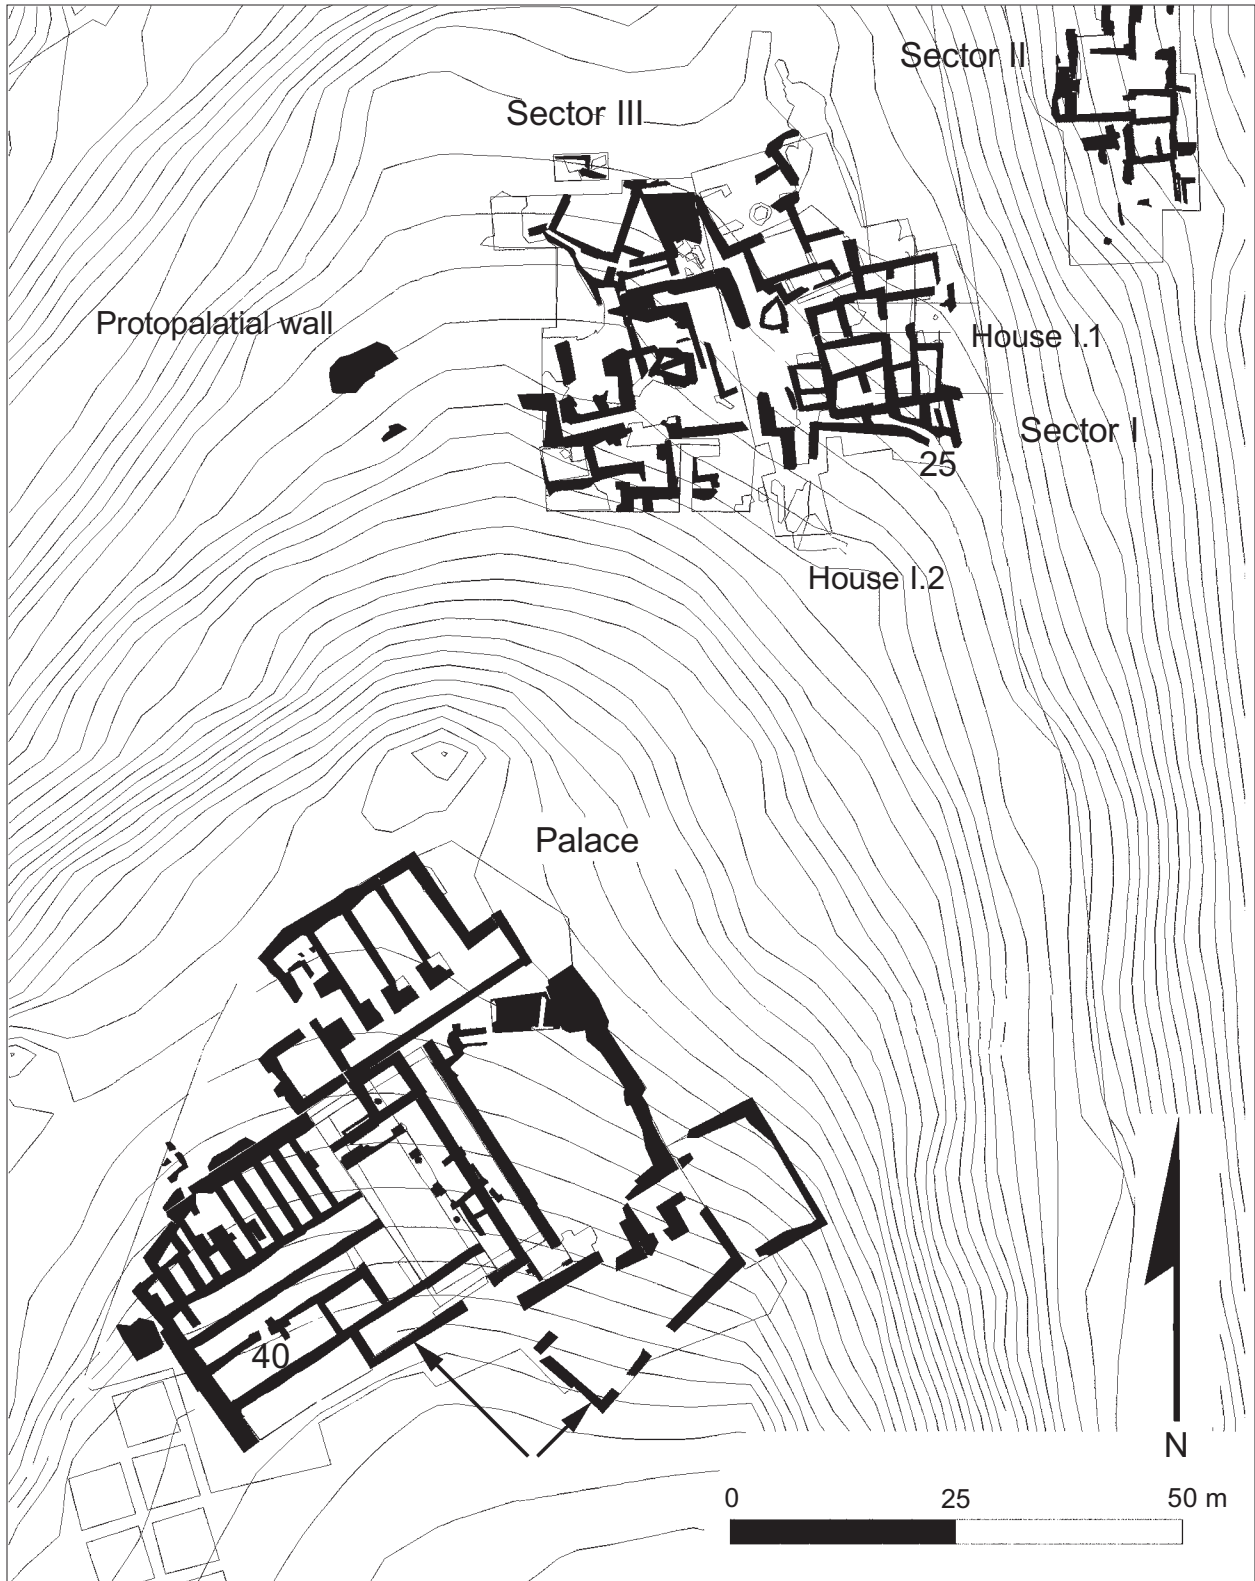 Sector II
Sector III
Protopalatial wall
House I.1
Sector I
25
House I.2
Palace
40
N
0 25 50 m